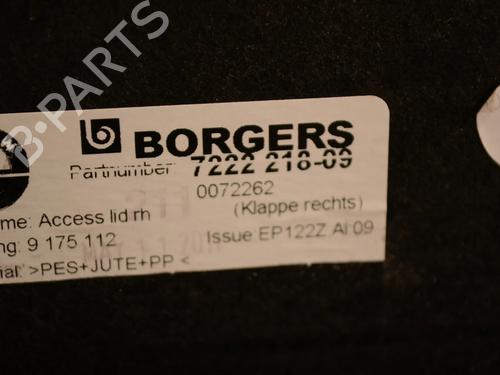 B-PARTS
BORGERS
Partnumber: 7222 218-09
211
0072262
me: Access lid rh
(Klappe rechts)
ng: 9 175 112
Issue: EP122Z AI 09
ial: >PES+JUTE+PP <